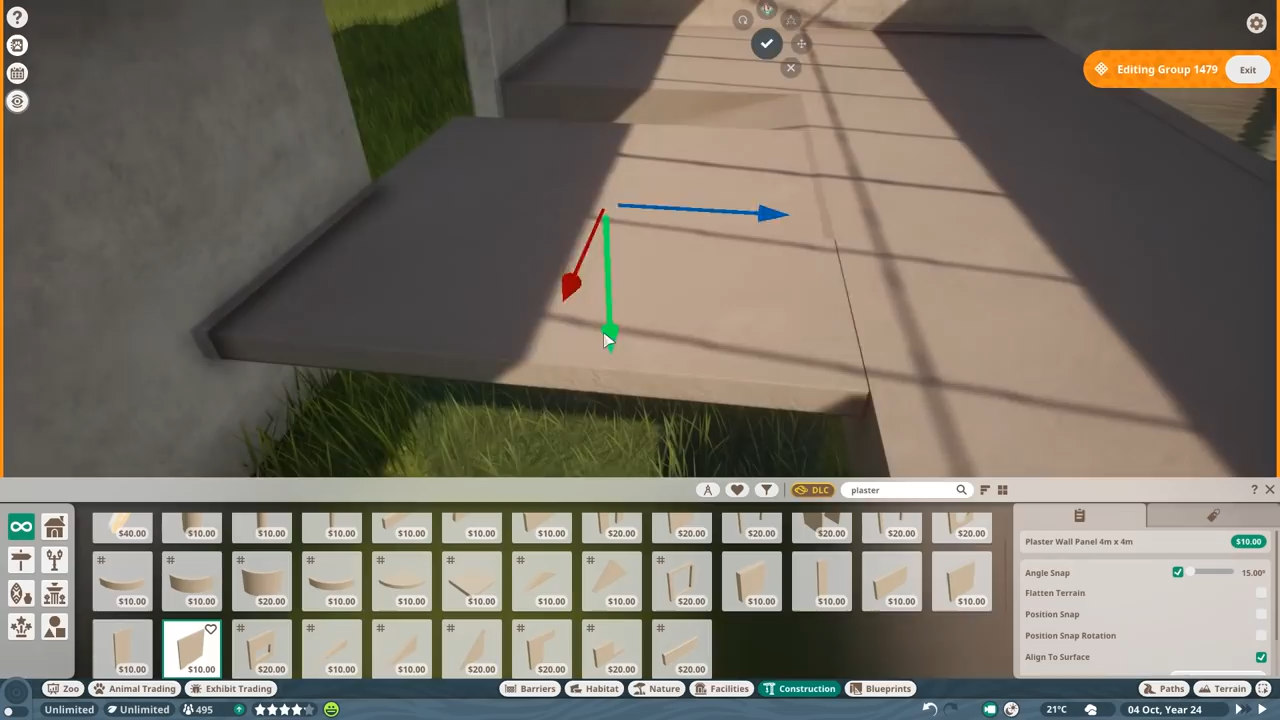 ?
Editing Group 1479
Exit
A
DLC
plaster
? ×
$40.00 $10.00 $10.00 $10.00 $10.00 $10.00 $10.00 $20.00 $20.00 $20.00 $20.00 $10.00 $20.00
$10.00 $10.00 $20.00 $10.00 $10.00 $10.00 $10.00 $10.00 $20.00 $10.00 $10.00 $10.00 $10.00
$10.00 $10.00 $20.00 $10.00 $10.00 $20.00 $20.00 $20.00 $20.00
Plaster Wall Panel 4m x 4m $10.00
Angle Snap 15.00°
Flatten Terrain
Position Snap
Position Snap Rotation
Align To Surface
Zoo Animal Trading Exhibit Trading Barriers Habitat Nature Facilities Construction Blueprints Paths Terrain
Unlimited Unlimited 495 21°C 04 Oct, Year 24